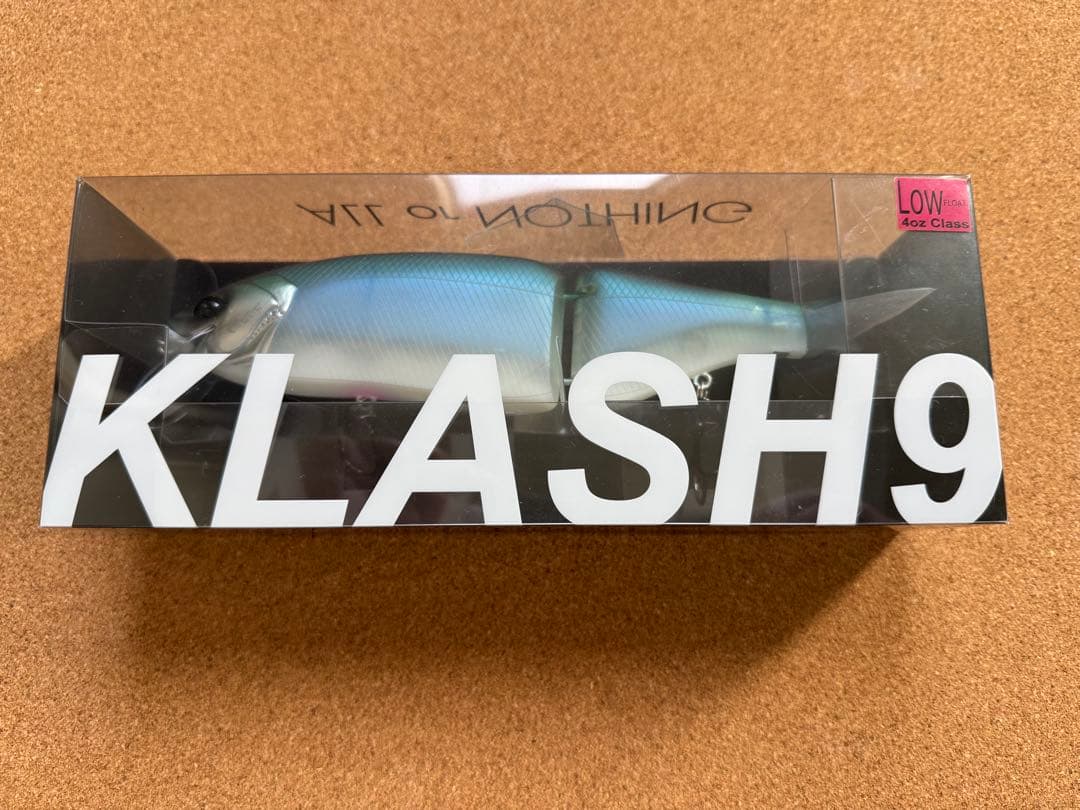 ALL or NOTHING
LOW FLOAT
4oz Class
KLASH9